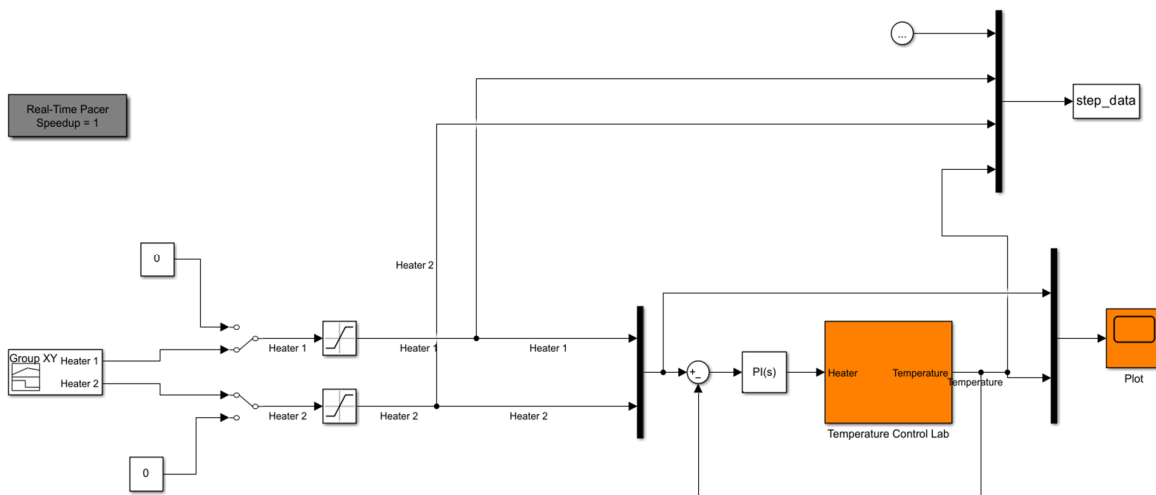 ...
Real-Time Pacer
Speedup = 1
step_data
0
Heater 2
Group XY
Heater 1
Heater 2
Heater 1
Heater 1
Heater 1
Heater 2
Heater 2
Heater 2
+
−
PI(s)
Heater
Temperature
Temperature
Temperature Control Lab
Plot
0